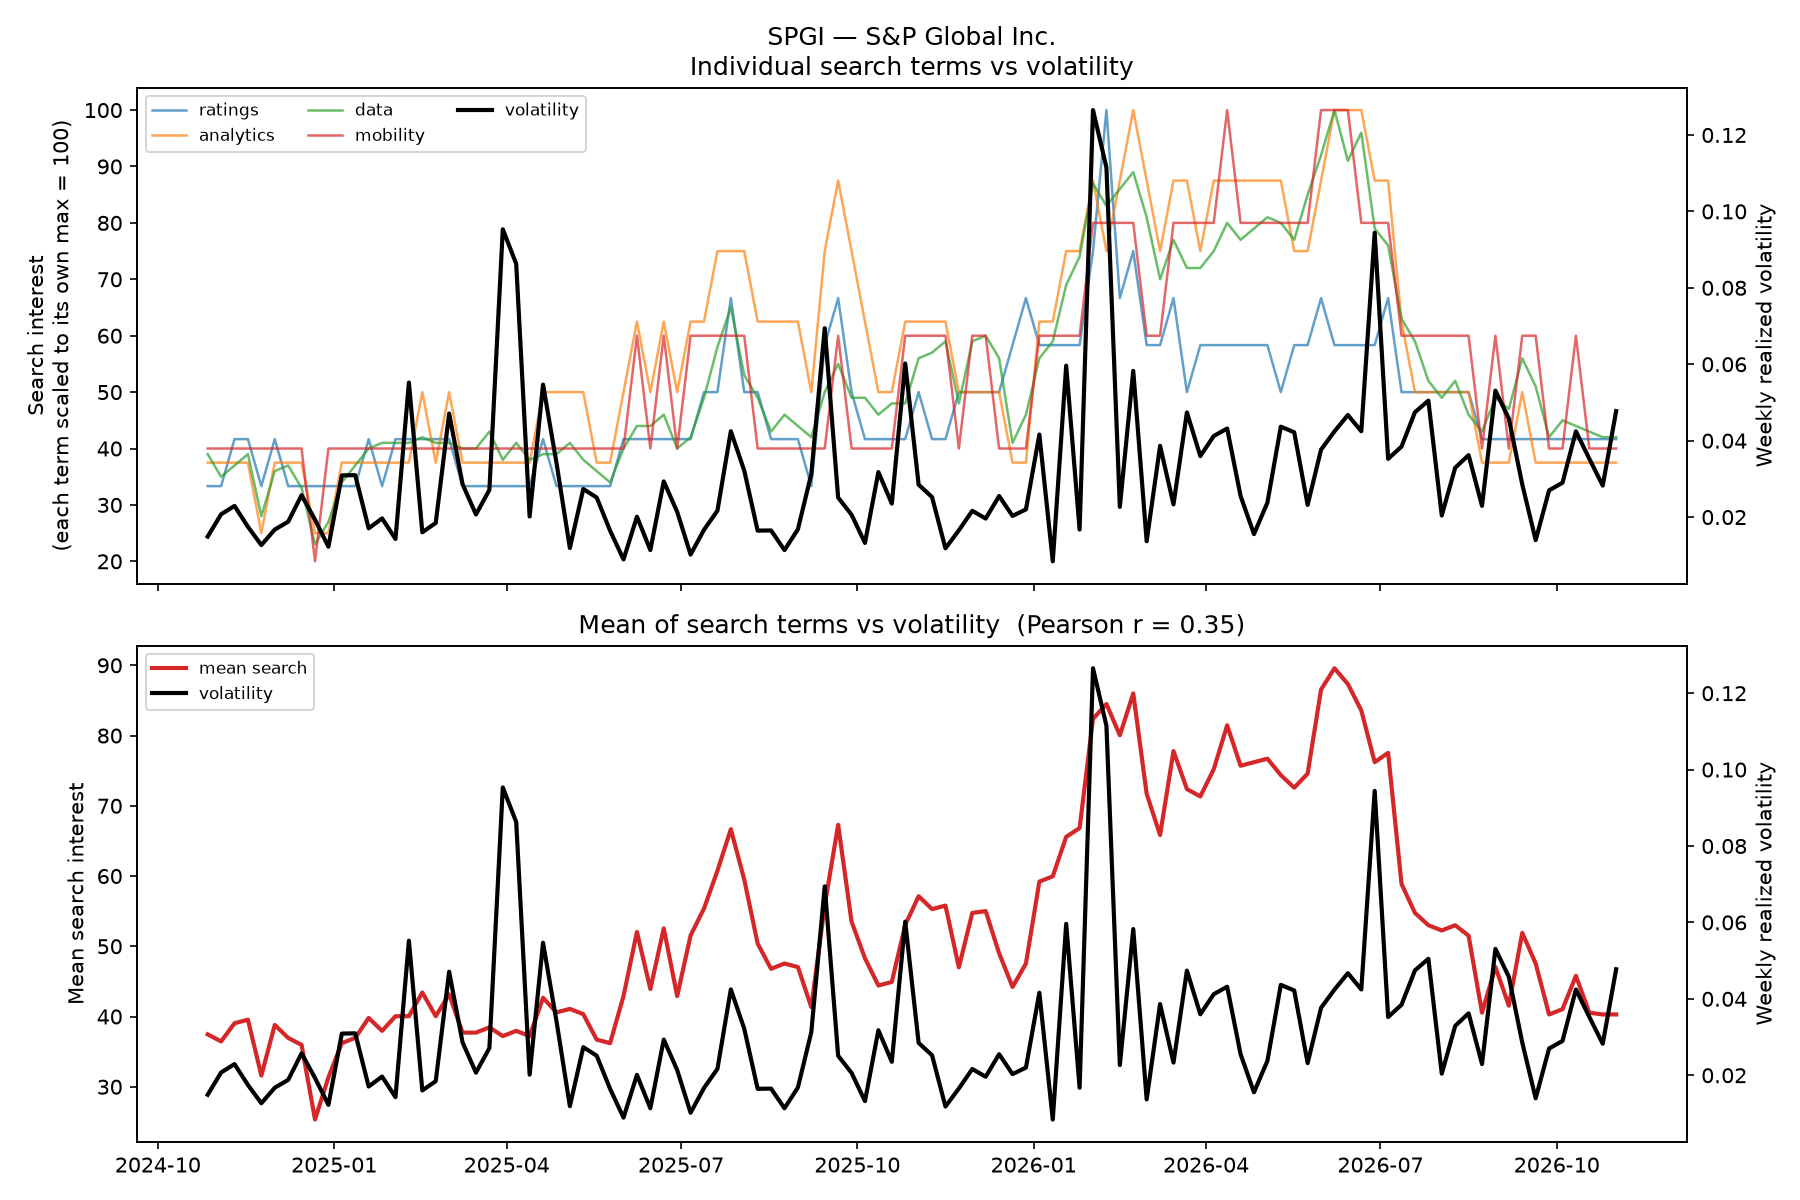 SPGI — S&P Global Inc.
Individual search terms vs volatility
ratings
analytics
data
mobility
volatility
Search interest
(each term scaled to its own max = 100)
100
90
80
70
60
50
40
30
20
0.12
0.10
0.08
0.06
0.04
0.02
Weekly realized volatility
Mean of search terms vs volatility  (Pearson r = 0.35)
mean search
volatility
Mean search interest
90
80
70
60
50
40
30
0.12
0.10
0.08
0.06
0.04
0.02
Weekly realized volatility
2024-10 2025-01 2025-04 2025-07 2025-10 2026-01 2026-04 2026-07 2026-10